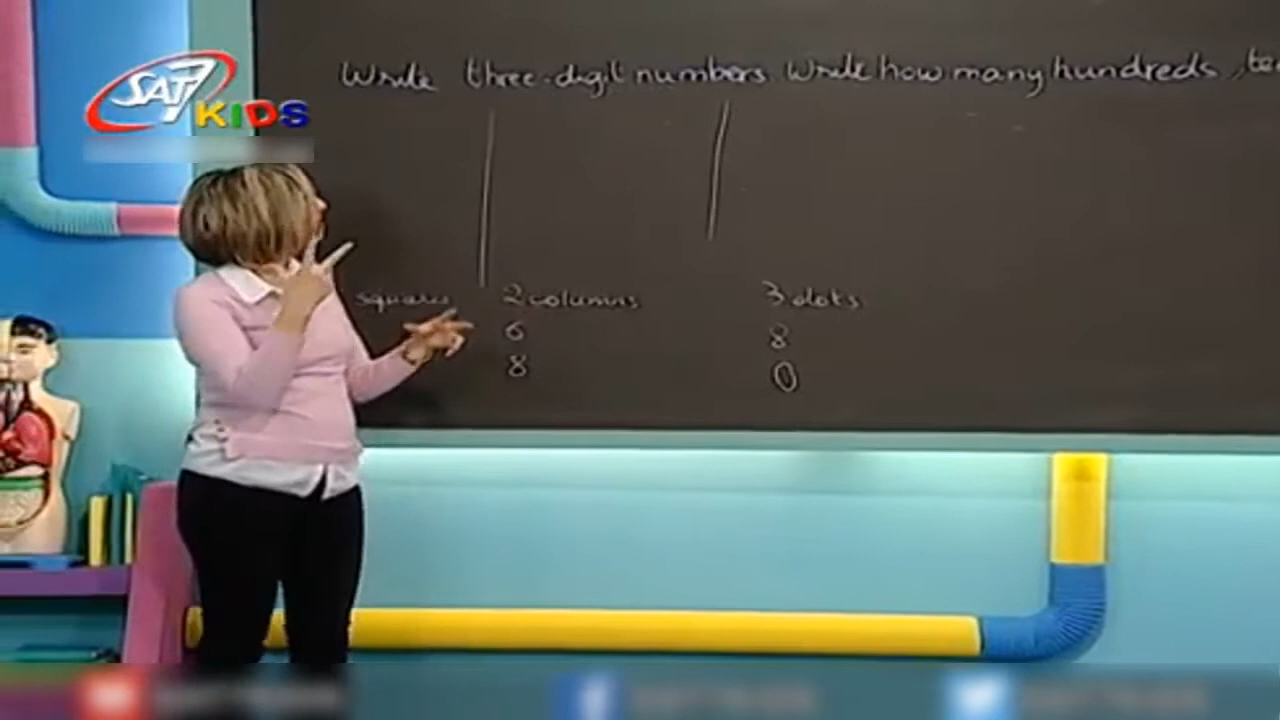 SAT7
KIDS
Write three-digit numbers. Write how many hundreds, te
squares 2 columns 3 dots
6 8
8 0